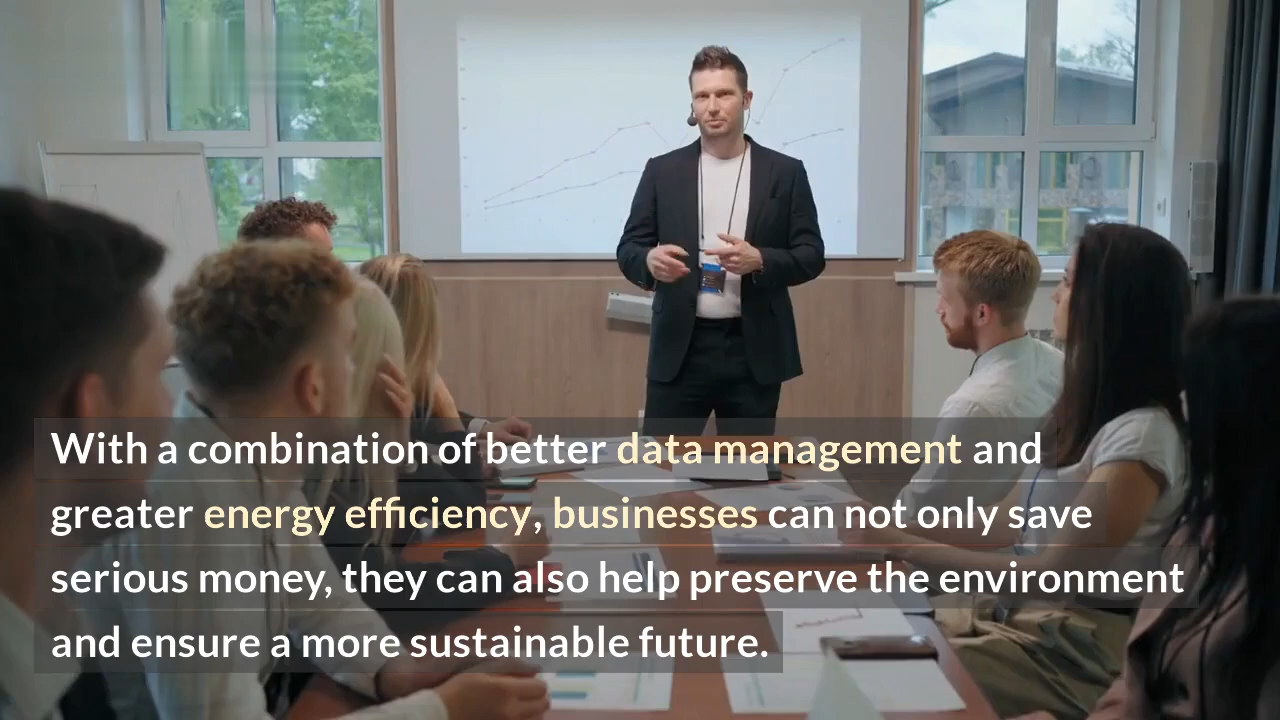 With a combination of better data management and
greater energy efficiency, businesses can not only save
serious money, they can also help preserve the environment
and ensure a more sustainable future.